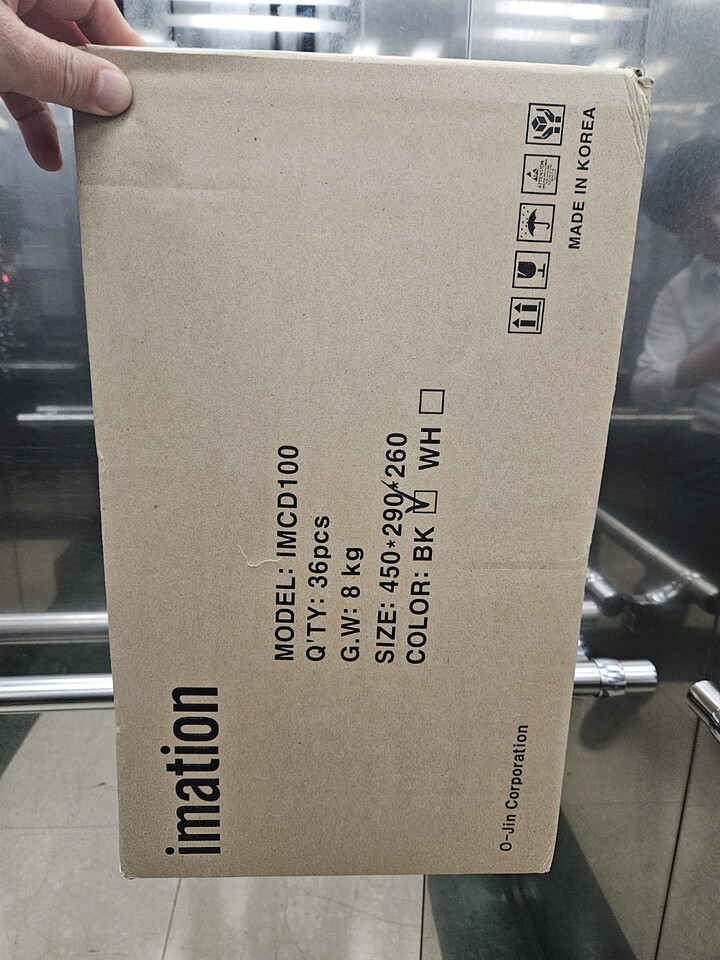 imation
MODEL: IMCD100
Q'TY: 36pcs
G.W: 8 kg
SIZE: 450*290*260
COLOR: BK ☑ WH ☐
O-Jin Corporation
ATTENTION
MADE IN KOREA